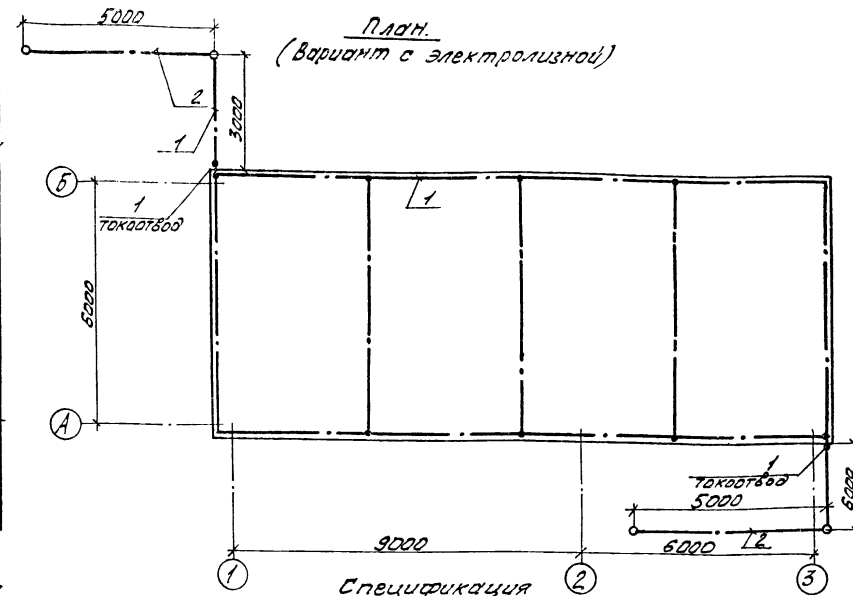 5000
План.
(Вариант с электролизной)
2
1
3000
Б
1
токоотвод
1
6000
А
1
токоотвод
5000
6000
2
9000
6000
1
2
3
Спецификация